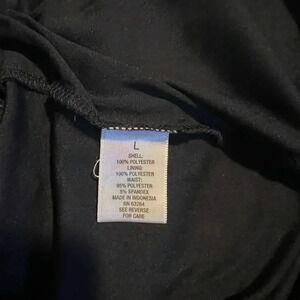 L
SHELL:
100% POLYESTER
LINING:
100% POLYESTER
WAIST:
95% POLYESTER
5% SPANDEX
MADE IN INDONESIA
RN 63264
SEE REVERSE
FOR CARE